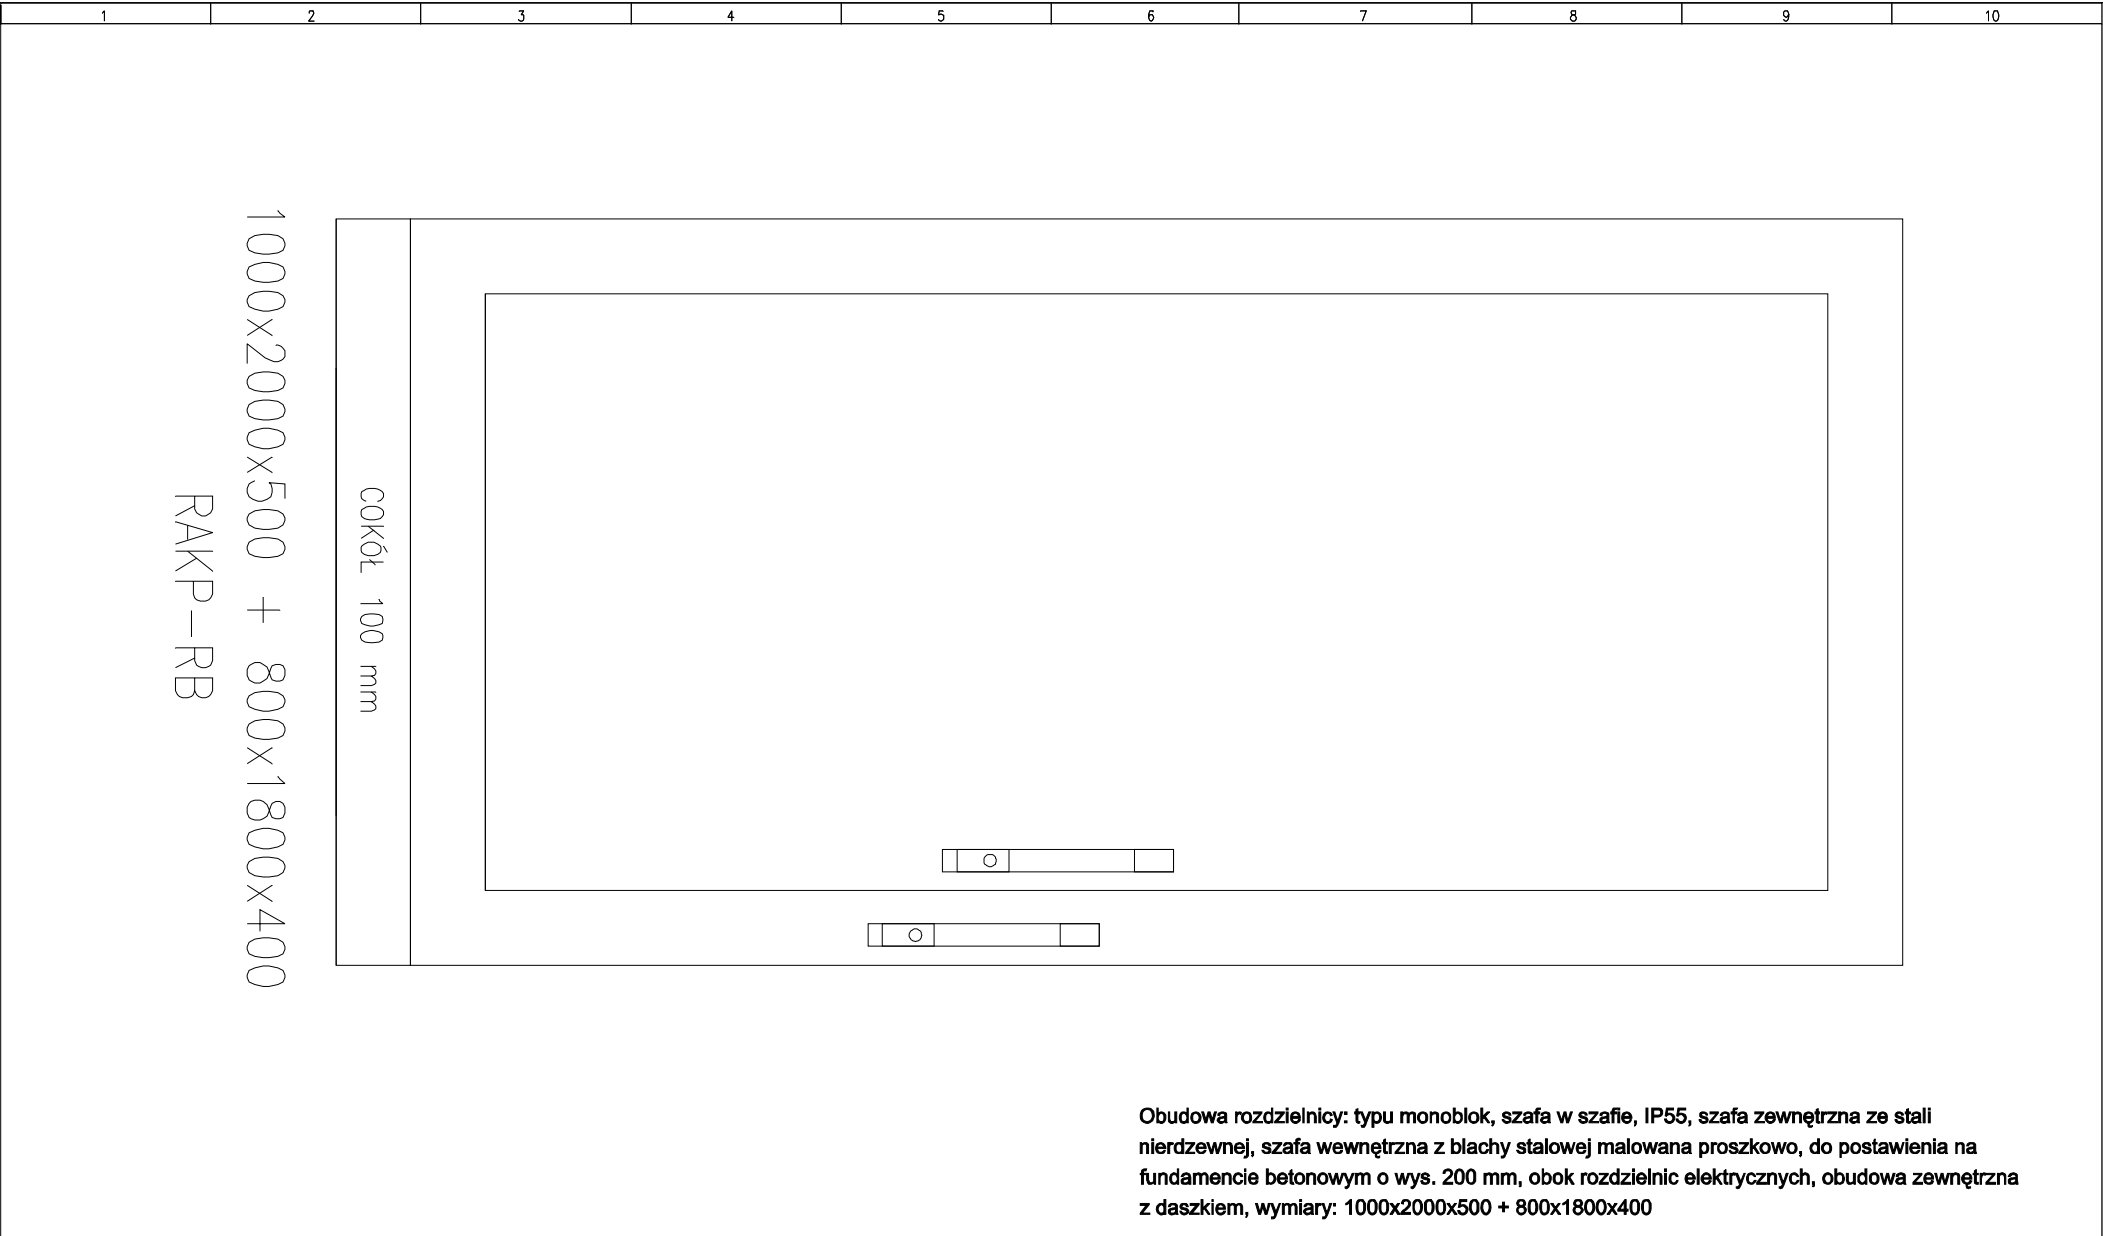 1 2 3 4 5 6 7 8 9 10
COKÓŁ 100 mm
1000x2000x500 + 800x1800x400
RAKP-RB
Obudowa rozdzielnicy: typu monoblok, szafa w szafie, IP55, szafa zewnętrzna ze stali
nierdzewnej, szafa wewnętrzna z blachy stalowej malowana proszkowo, do postawienia na
fundamencie betonowym o wys. 200 mm, obok rozdzielnic elektrycznych, obudowa zewnętrzna
z daszkiem, wymiary: 1000x2000x500 + 800x1800x400